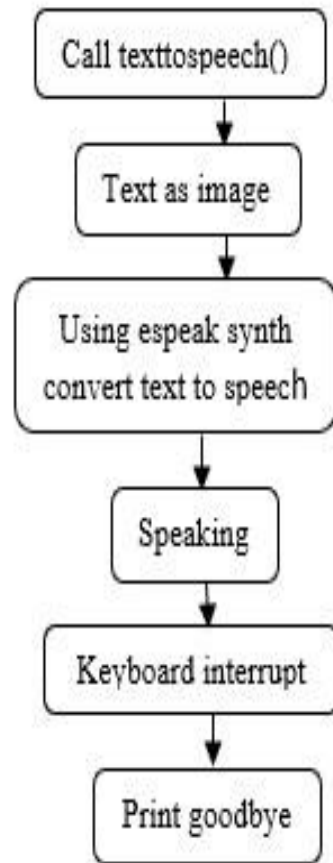 Call texttospeech()
Text as image
Using espeak synth
convert text to speech
Speaking
Keyboard interrupt
Print goodbye